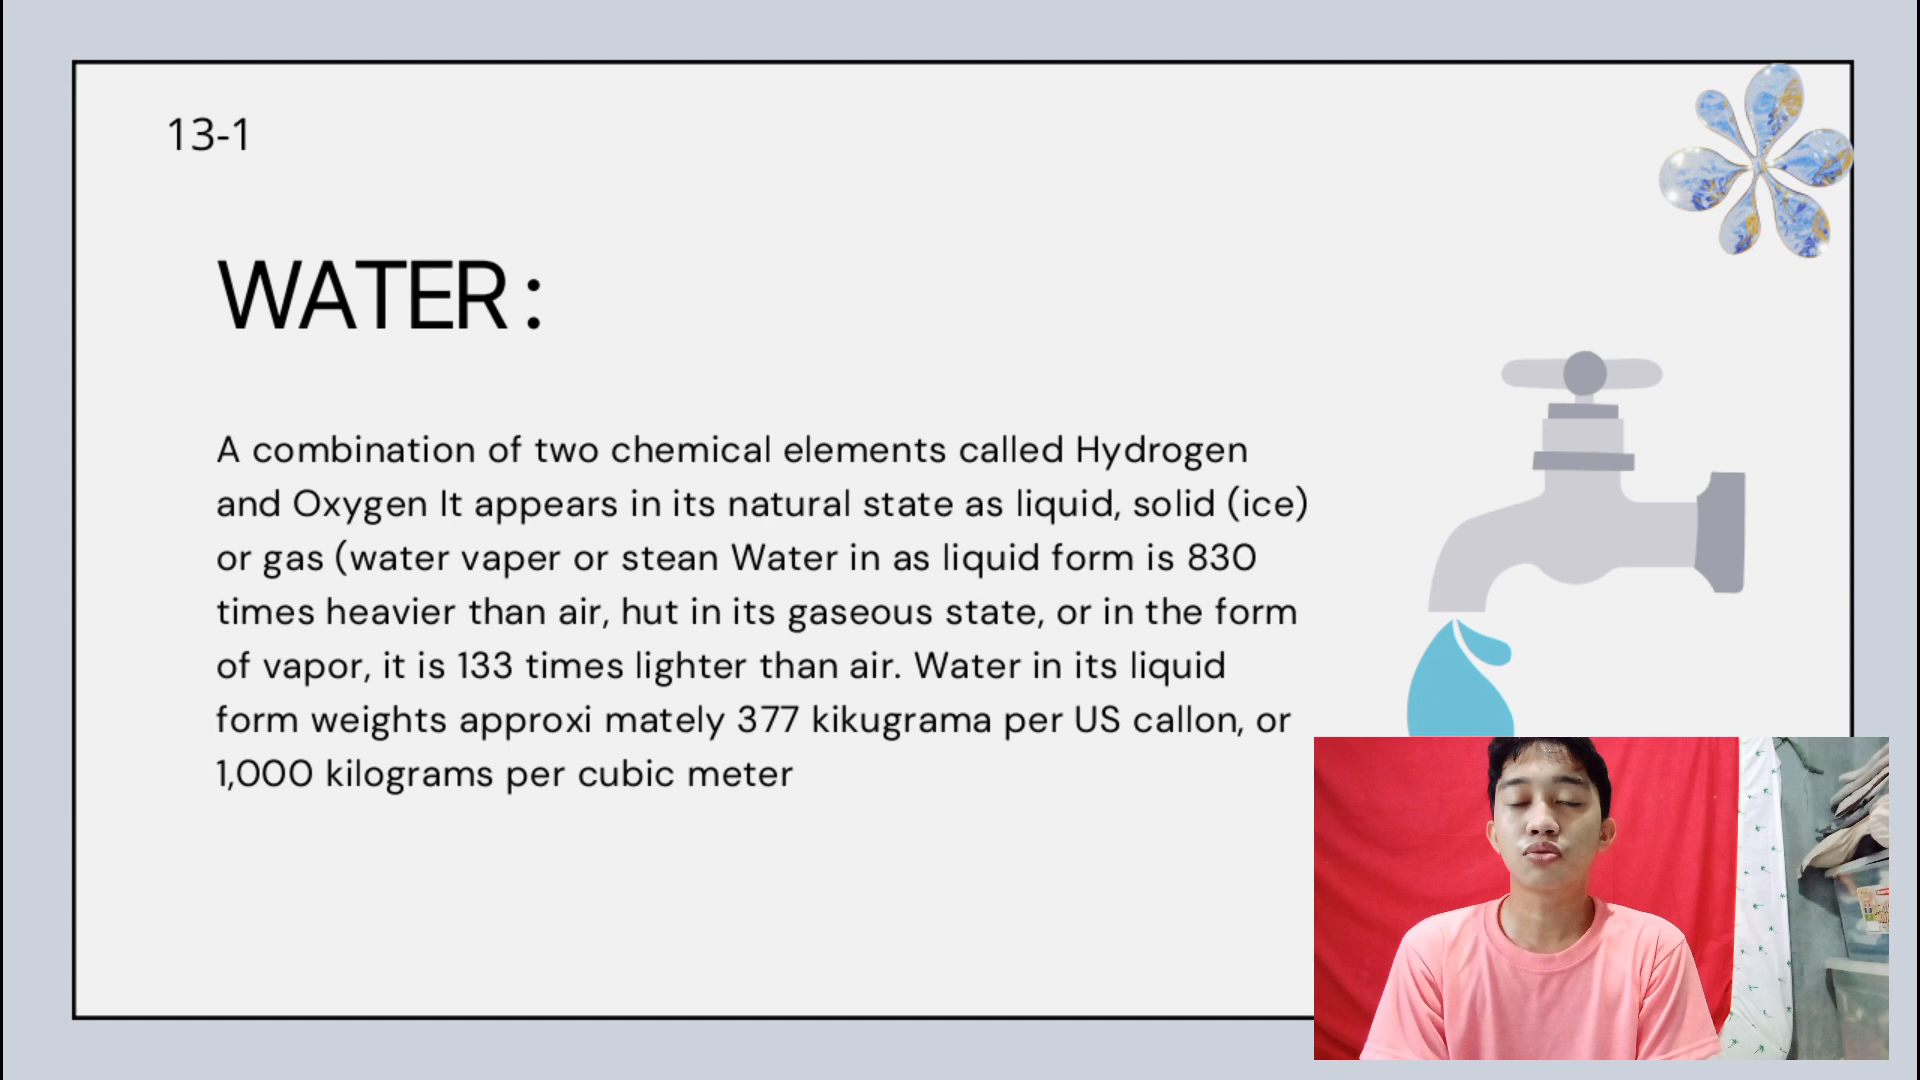 13-1
WATER :
A combination of two chemical elements called Hydrogen
and Oxygen It appears in its natural state as liquid, solid (ice)
or gas (water vaper or stean Water in as liquid form is 830
times heavier than air, hut in its gaseous state, or in the form
of vapor, it is 133 times lighter than air. Water in its liquid
form weights approxi mately 377 kikugrama per US callon, or
1,000 kilograms per cubic meter